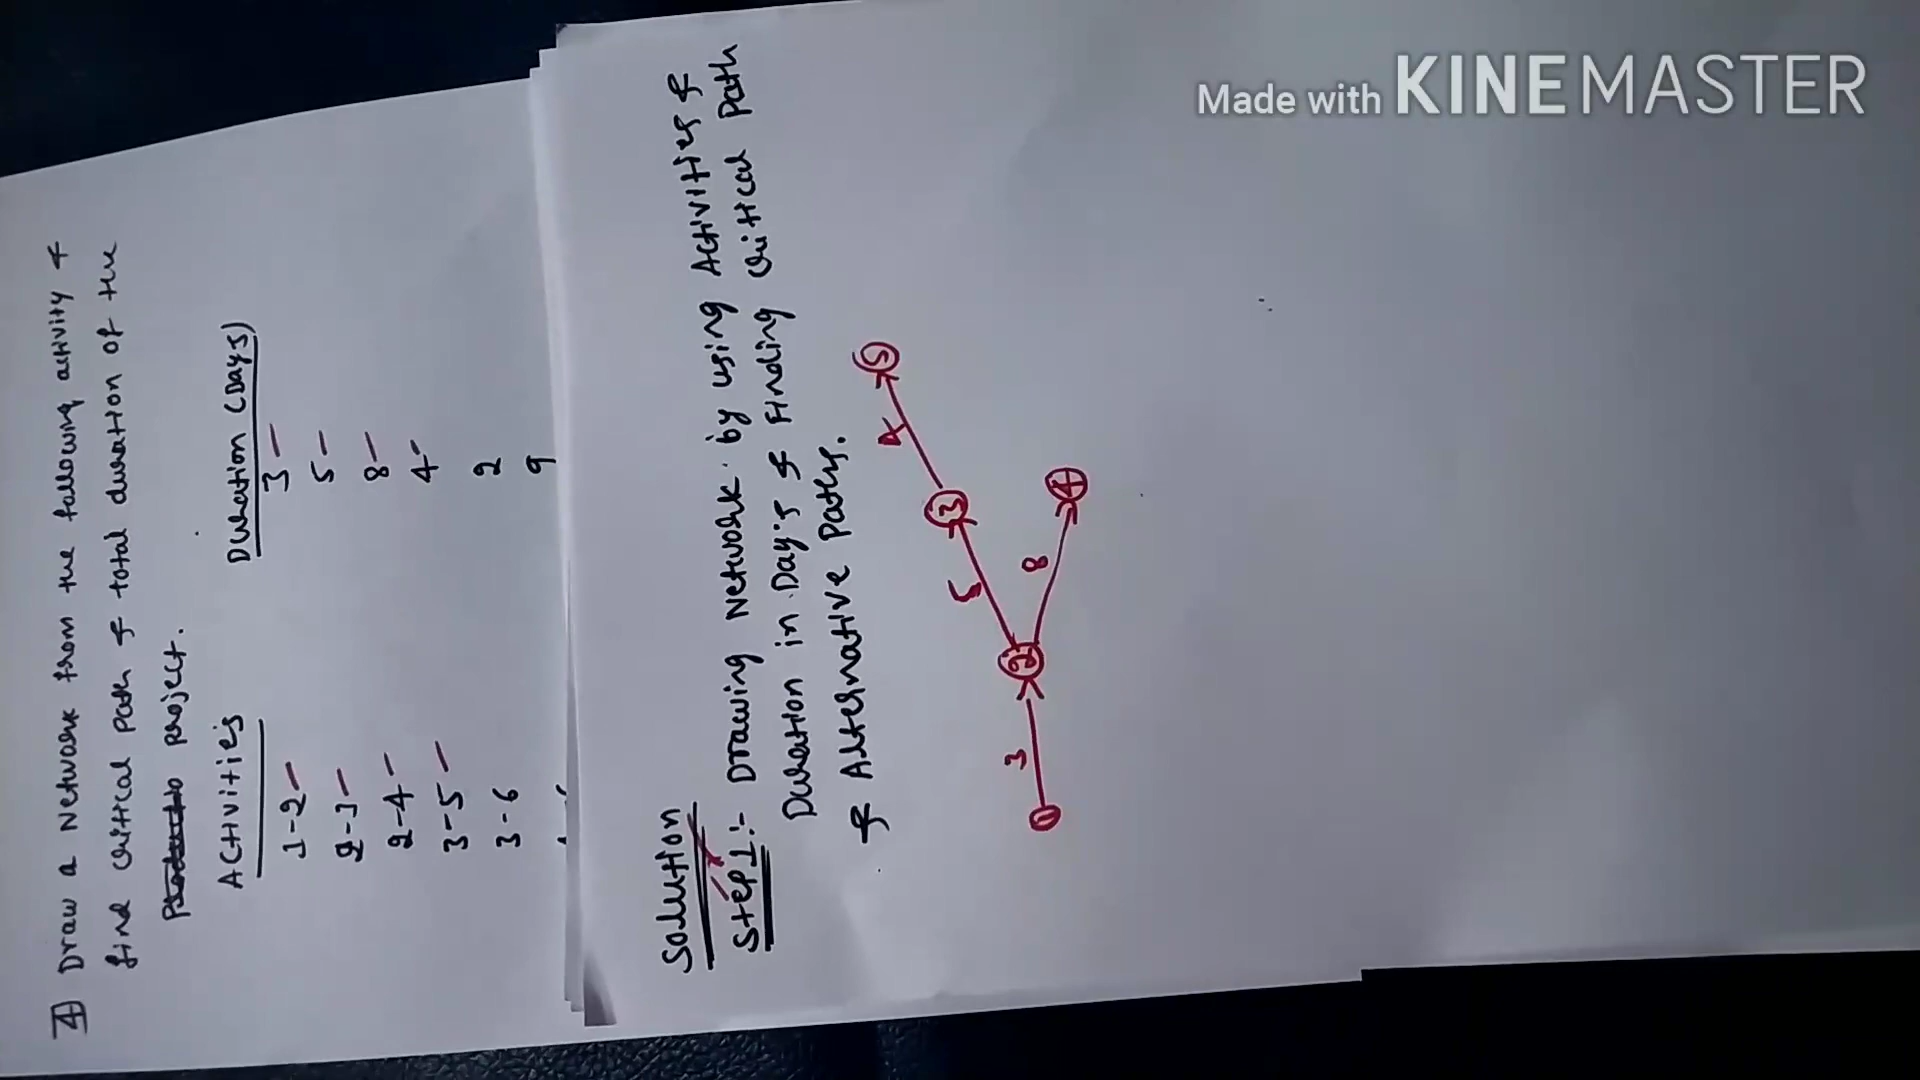 4 Draw a Network from the following activity &
find critical path & total duration of the
project.
Activities Duration (Days)
1-2 - 3 -
2-3 - 5 -
2-4 - 8 -
3-5 - 4 -
3-6 2
9
Solution
Step 1:- Drawing Network by using Activities &
Duration in Days & Finding critical path
& Alternative Paths.
1 3 2 5 3 4 5
8 4
Made with KINEMASTER